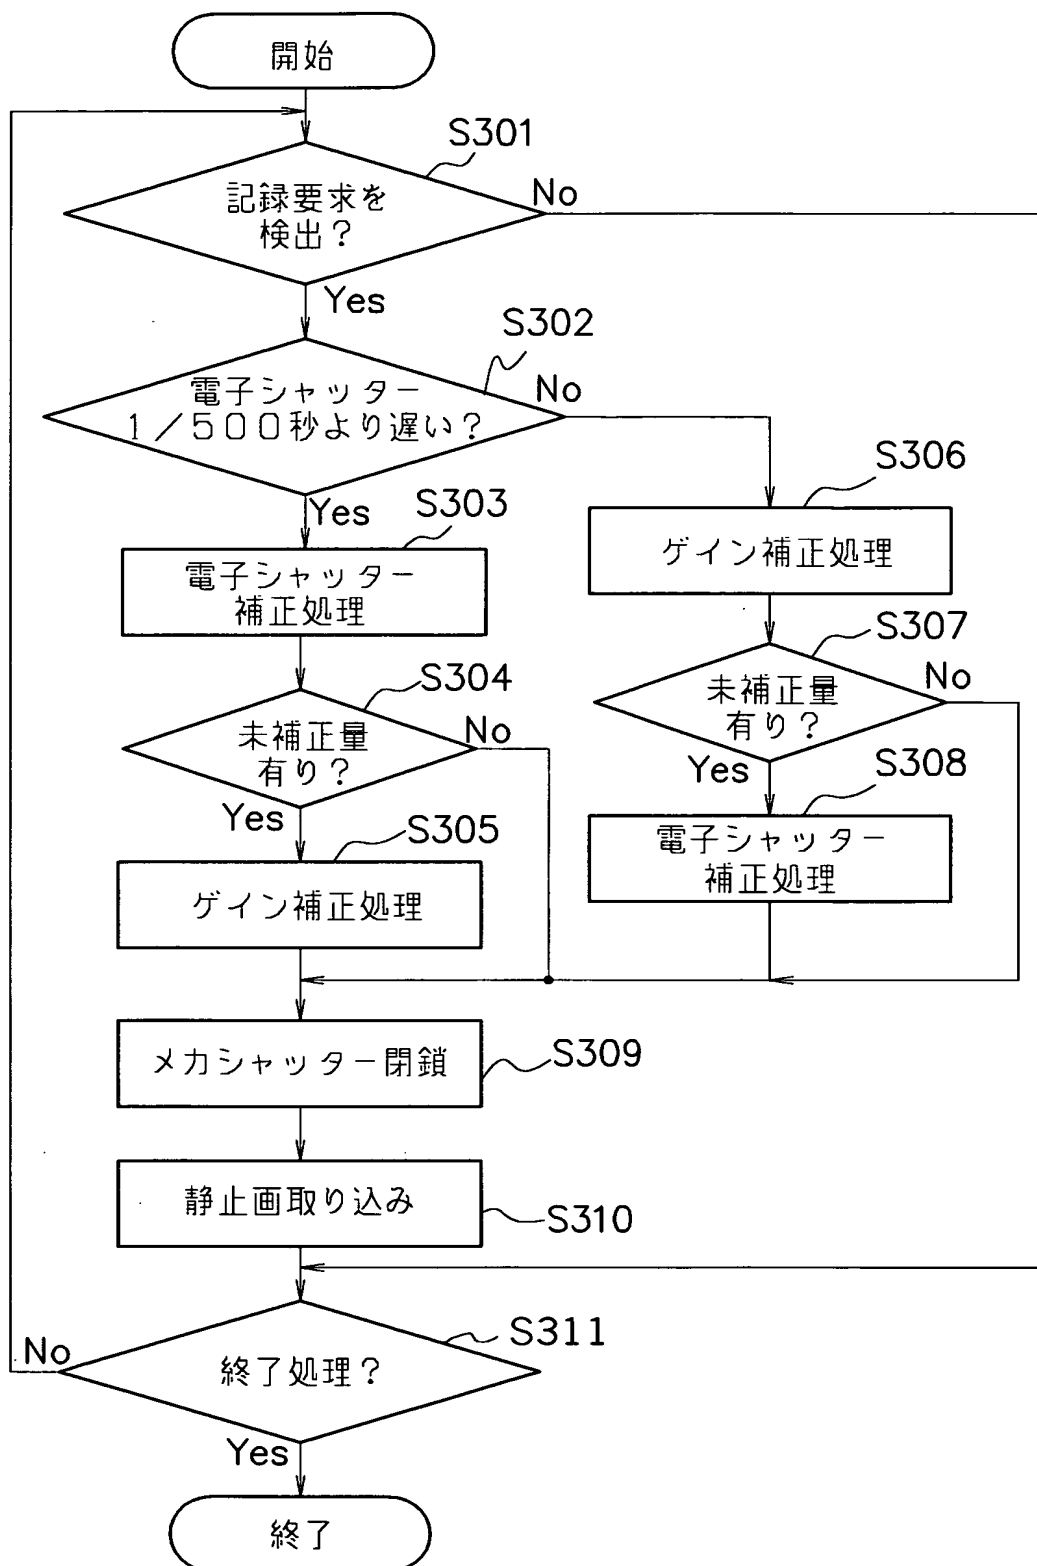 開始
S301
記録要求を
検出？
No
Yes
S302
電子シャッター
１／５００秒より遅い？
No
Yes
S303
電子シャッター
補正処理
S306
ゲイン補正処理
S304
未補正量
有り？
No
Yes
S307
未補正量
有り？
No
Yes
S305
ゲイン補正処理
S308
電子シャッター
補正処理
メカシャッター閉鎖
S309
静止画取り込み
S310
S311
終了処理？
No
Yes
終了